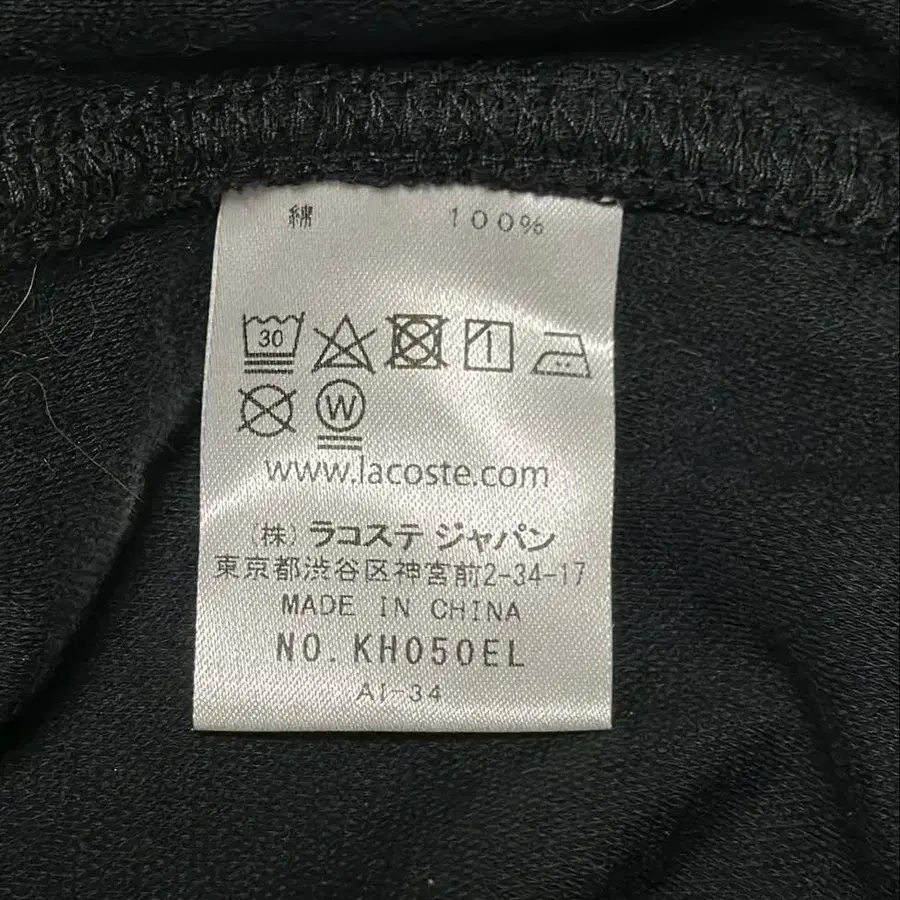 綿 100%
30
W
www.lacoste.com
(株) ラコステ ジャパン
東京都渋谷区神宮前2-34-17
MADE IN CHINA
NO. KH050EL
AI-34